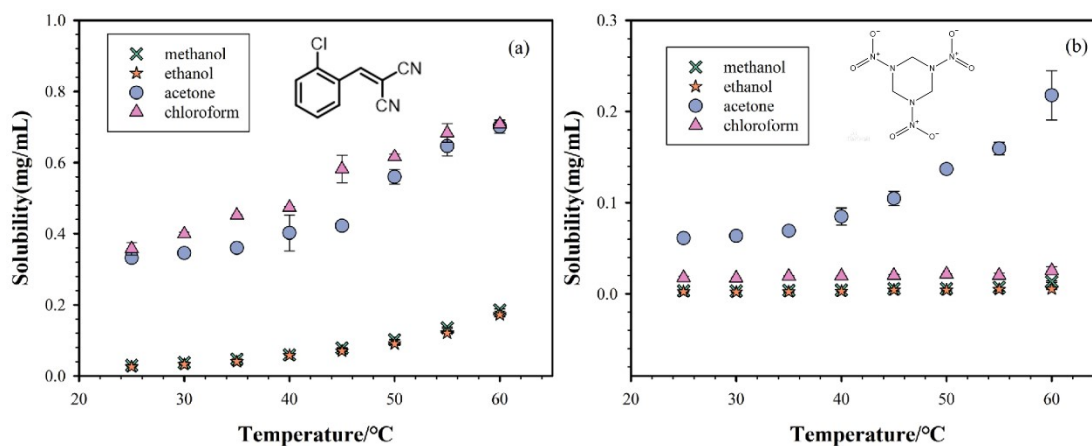 (a)
methanol
ethanol
acetone
chloroform
Cl
CN
CN
Solubility(mg/mL)
1.0
0.8
0.6
0.4
0.2
0.0
20 30 40 50 60
Temperature/°C
(b)
methanol
ethanol
acetone
chloroform
O⁻ O⁻
N⁺ N N N⁺
O O
N
N⁺
O O⁻
Solubility(mg/mL)
0.3
0.2
0.1
0.0
20 30 40 50 60
Temperature/°C